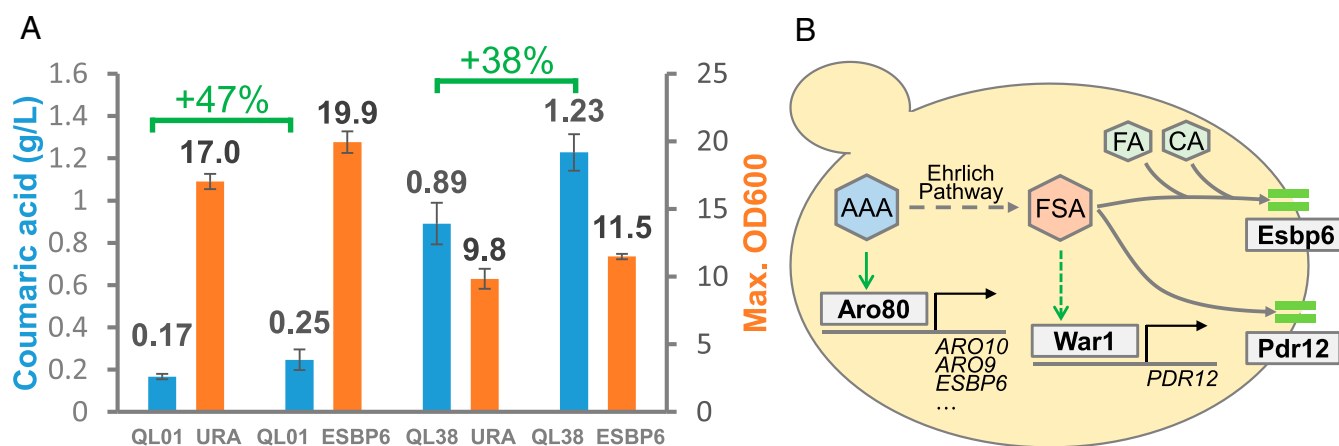 A
Coumaric acid (g/L)
1.6
1.4
1.2
1
0.8
0.6
0.4
0.2
0
+47%
+38%
0.17
17.0
0.25
19.9
0.89
9.8
1.23
11.5
25
20
15
10
5
0
Max. OD600
QL01 URA QL01 ESBP6 QL38 URA QL38 ESBP6
B
FA CA
AAA
Ehrlich
Pathway
FSA
Esbp6
Aro80
ARO10
ARO9
ESBP6
...
War1
PDR12
Pdr12